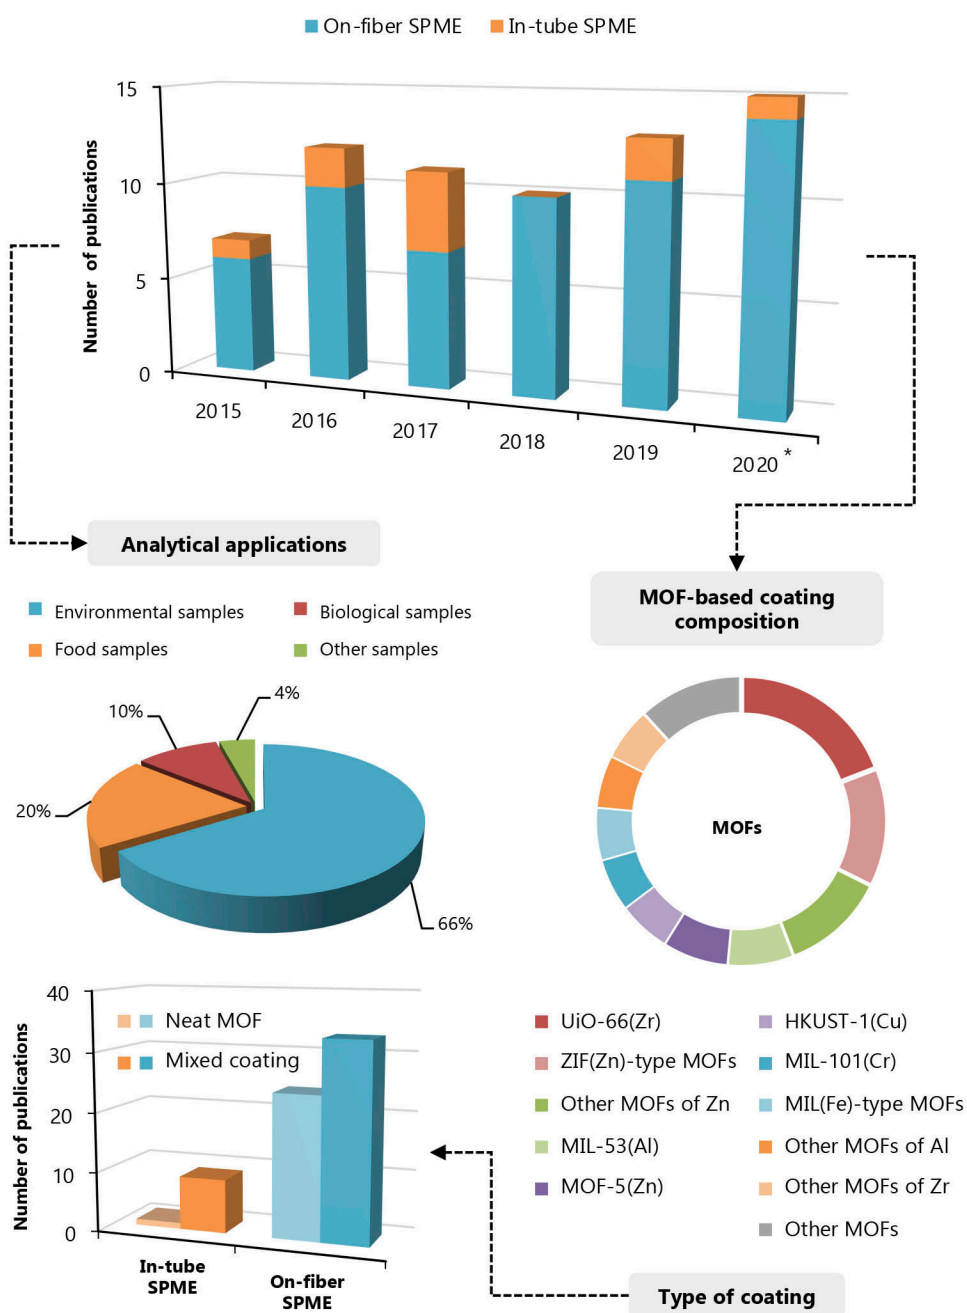 On-fiber SPME
In-tube SPME
Number of publications
15
10
5
0
2015
2016
2017
2018
2019
2020 *
Analytical applications
Environmental samples
Biological samples
Food samples
Other samples
4%
10%
20%
66%
MOF-based coating
composition
MOFs
UiO-66(Zr)
HKUST-1(Cu)
ZIF(Zn)-type MOFs
MIL-101(Cr)
Other MOFs of Zn
MIL(Fe)-type MOFs
MIL-53(Al)
Other MOFs of Al
MOF-5(Zn)
Other MOFs of Zr
Other MOFs
Number of publications
40
30
20
10
0
Neat MOF
Mixed coating
In-tube
SPME
On-fiber
SPME
Type of coating